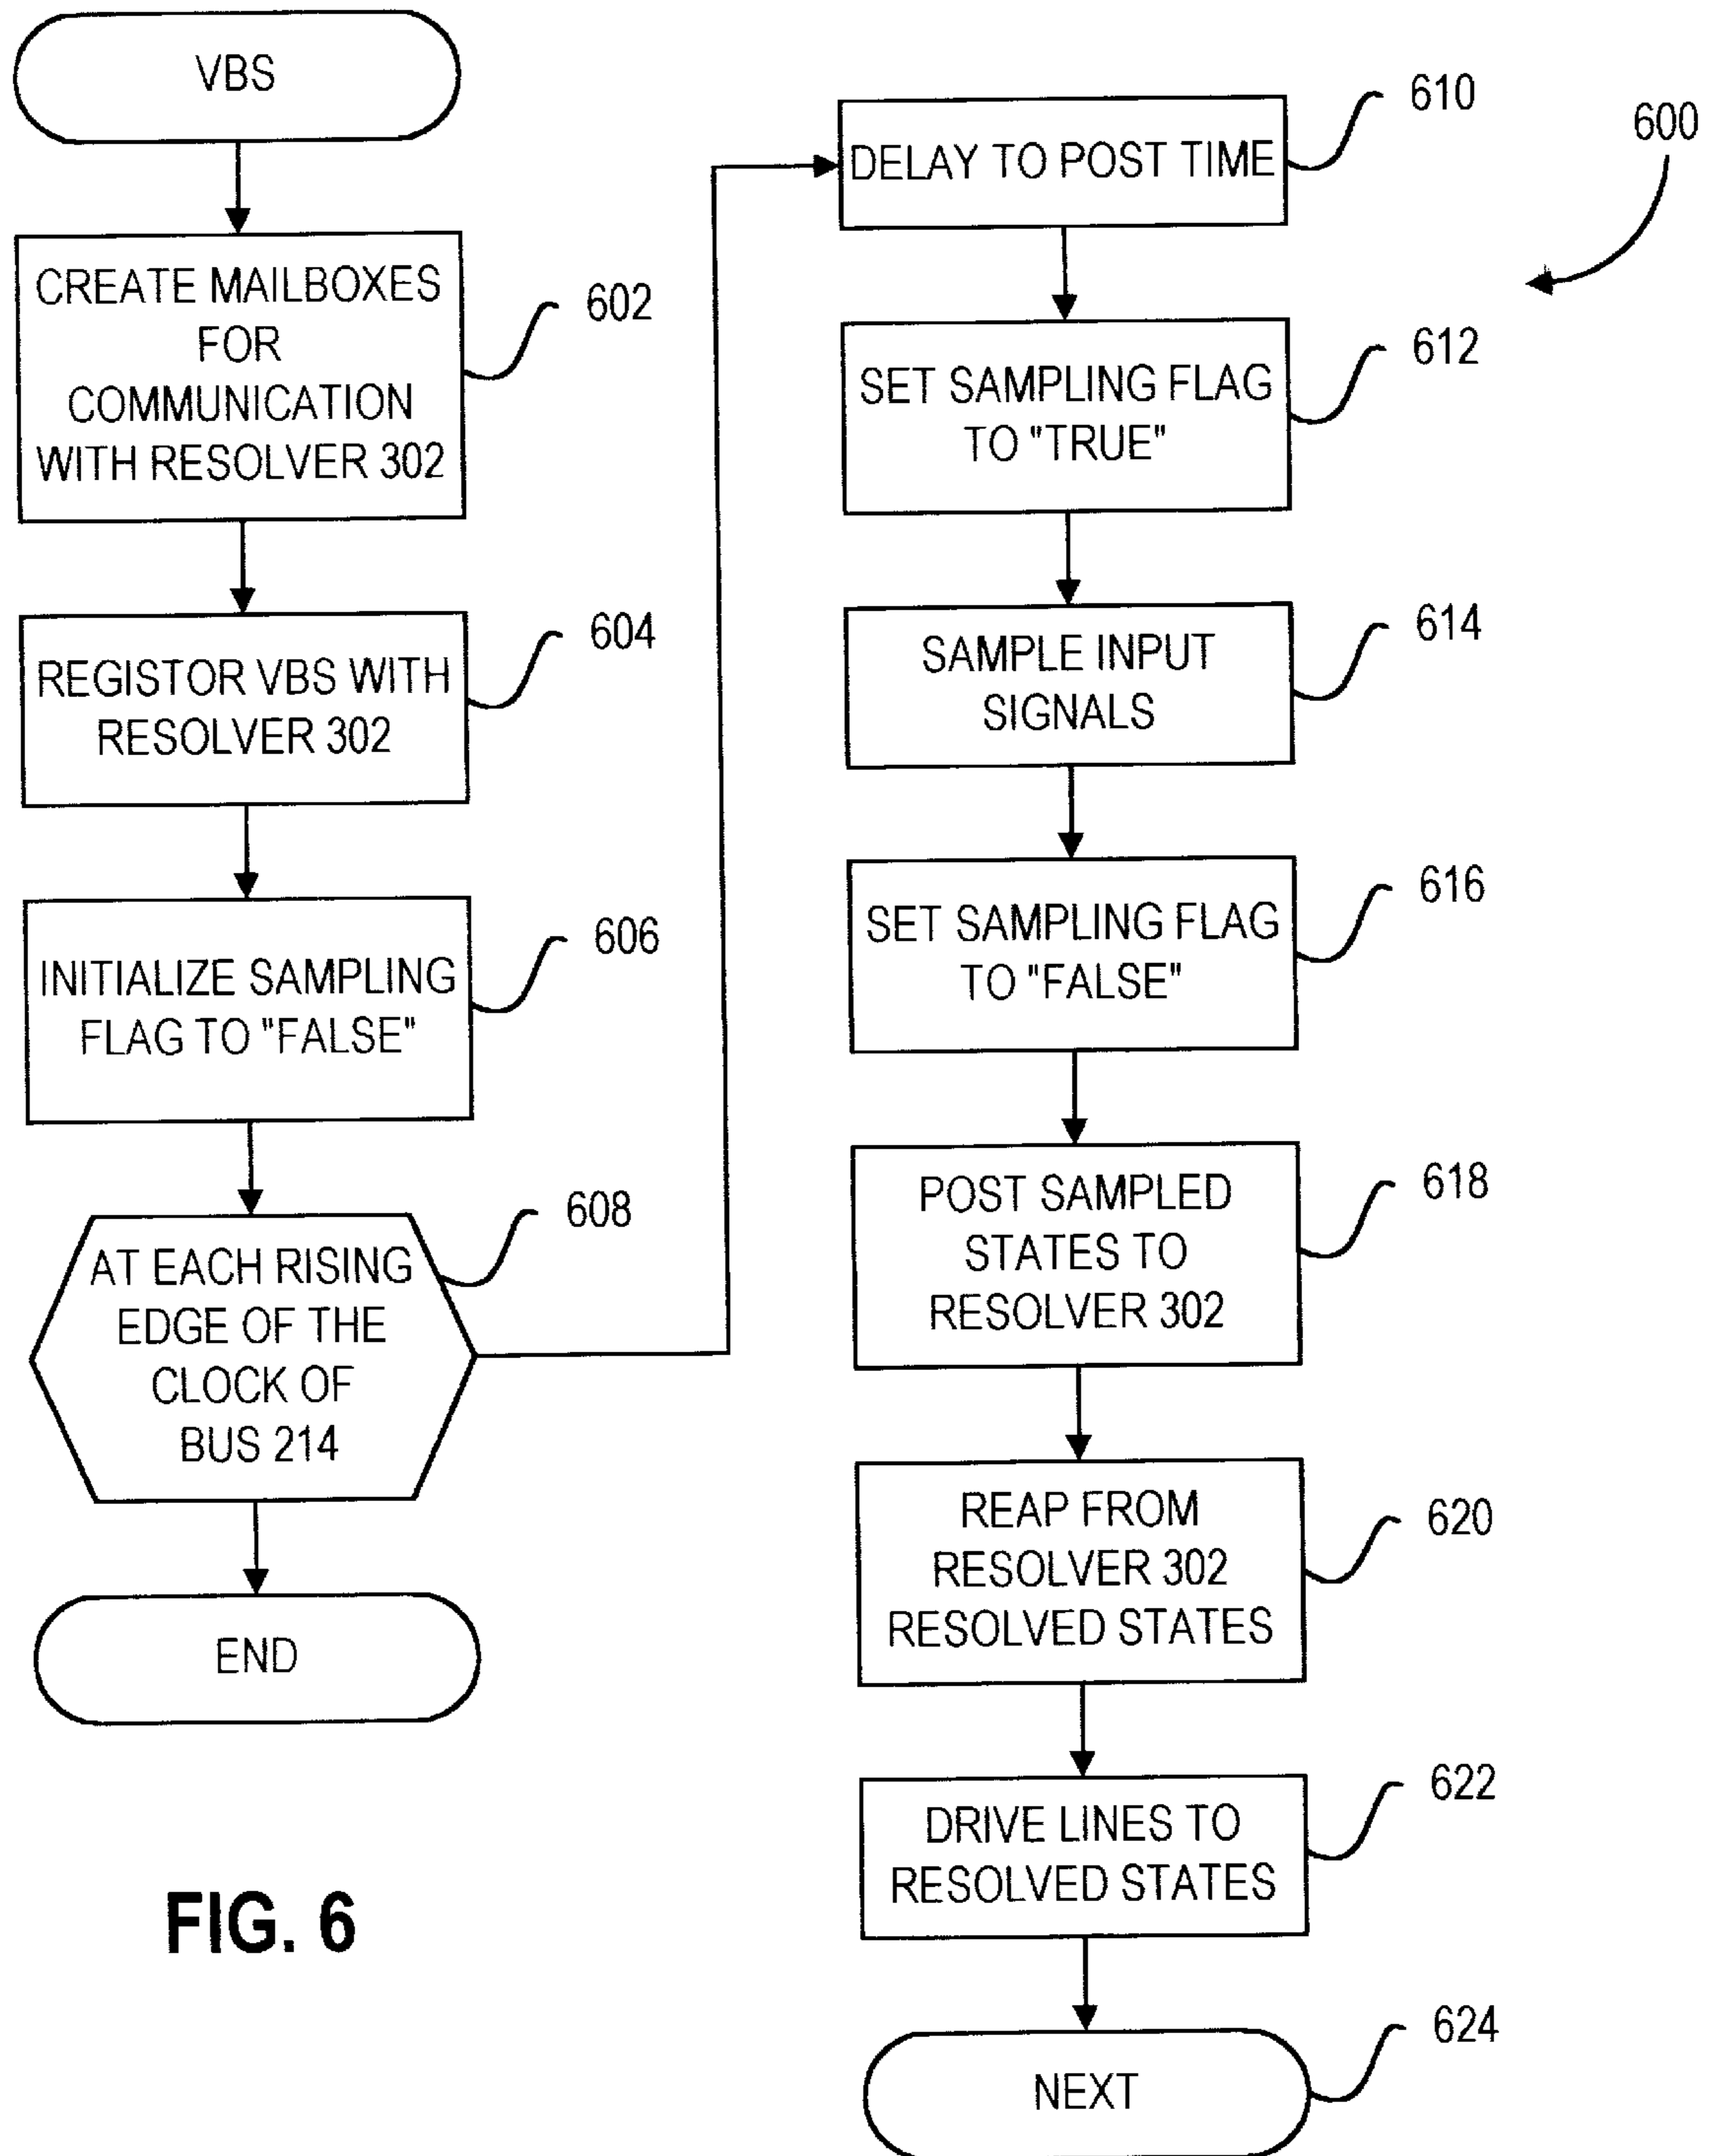 VBS
CREATE MAILBOXES
FOR
COMMUNICATION
WITH RESOLVER 302
602
REGISTOR VBS WITH
RESOLVER 302
604
INITIALIZE SAMPLING
FLAG TO "FALSE"
606
AT EACH RISING
EDGE OF THE
CLOCK OF
BUS 214
608
END
FIG. 6
600
DELAY TO POST TIME
610
SET SAMPLING FLAG
TO "TRUE"
612
SAMPLE INPUT
SIGNALS
614
SET SAMPLING FLAG
TO "FALSE"
616
POST SAMPLED
STATES TO
RESOLVER 302
618
REAP FROM
RESOLVER 302
RESOLVED STATES
620
DRIVE LINES TO
RESOLVED STATES
622
NEXT
624